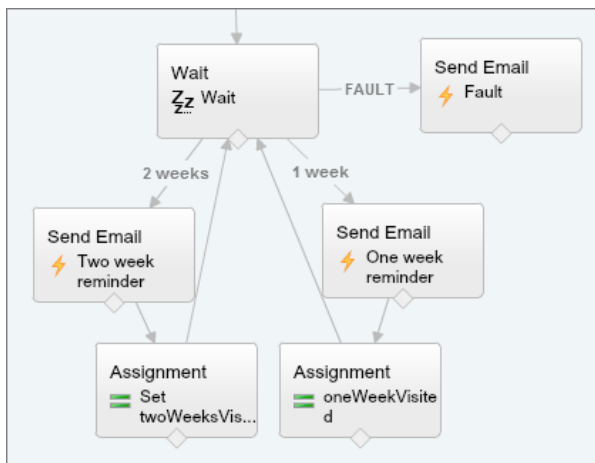 Wait
Zz
z...
Wait
FAULT
Send Email
Fault
2 weeks
1 week
Send Email
Two week
reminder
Send Email
One week
reminder
Assignment
Set
twoWeeksVis...
Assignment
oneWeekVisite
d